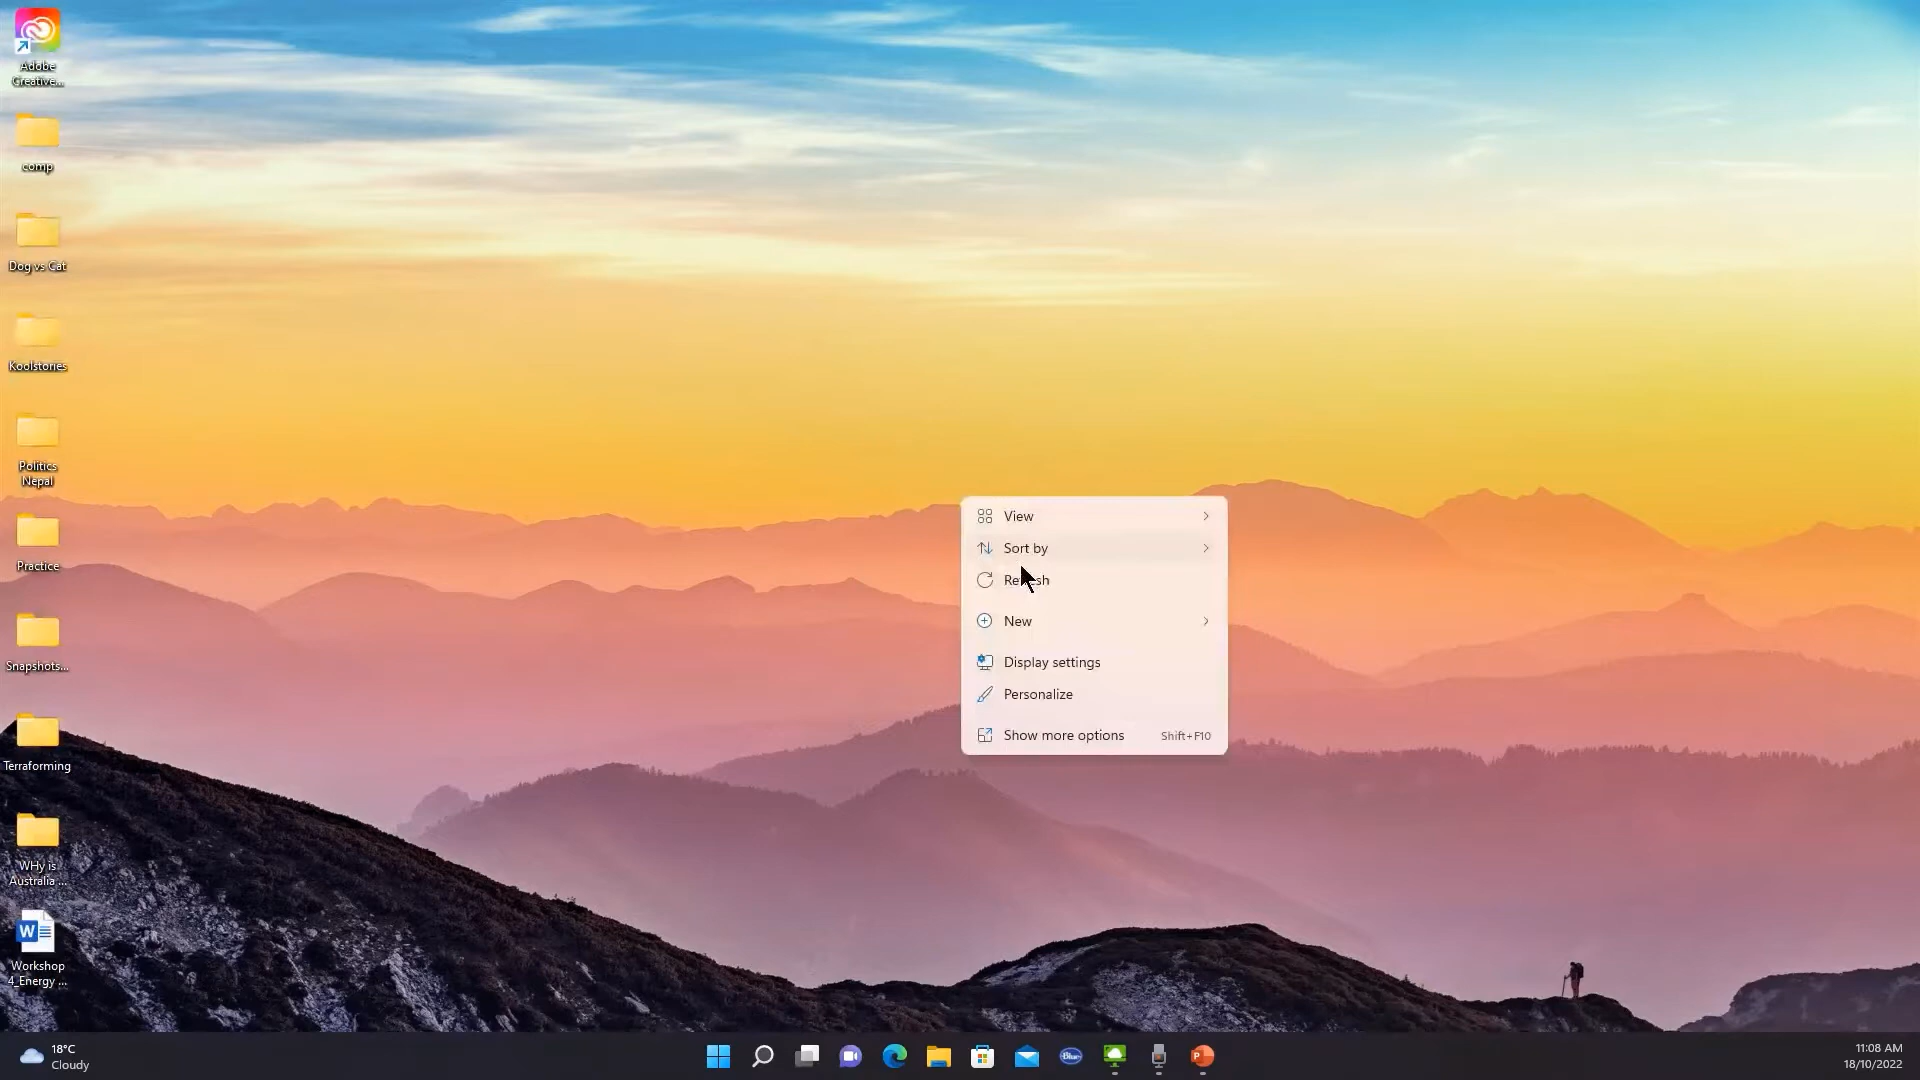 Adobe
Creative...
comp
Dog vs Cat
Koolstories
Politics
Nepal
Practice
Snapshots...
Terraforming
WHy is
Australia ...
W
Workshop
4_Energy ...
View
Sort by
New
Display settings
Personalize
Show more options Shift+F10
18°C
Cloudy
Blue
P
11:08 AM
18/10/2022